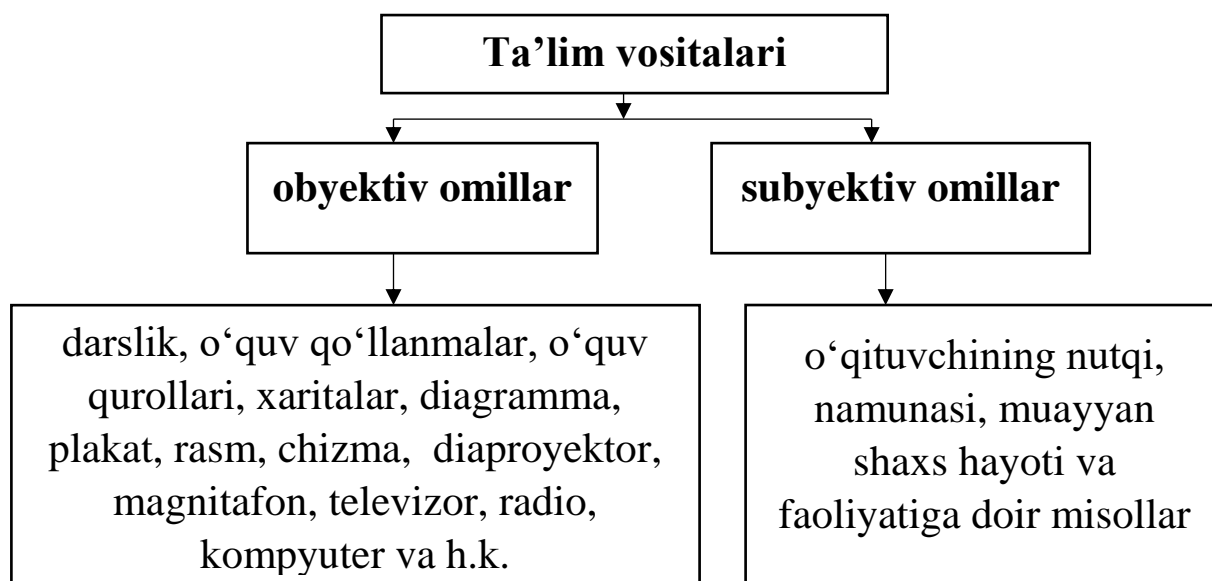 Ta’lim vositalari
obyektiv omillar
subyektiv omillar
darslik, o‘quv qo‘llanmalar, o‘quv
qurollari, xaritalar, diagramma,
plakat, rasm, chizma, diaproyektor,
magnitafon, televizor, radio,
kompyuter va h.k.
o‘qituvchining nutqi,
namunasi, muayyan
shaxs hayoti va
faoliyatiga doir misollar